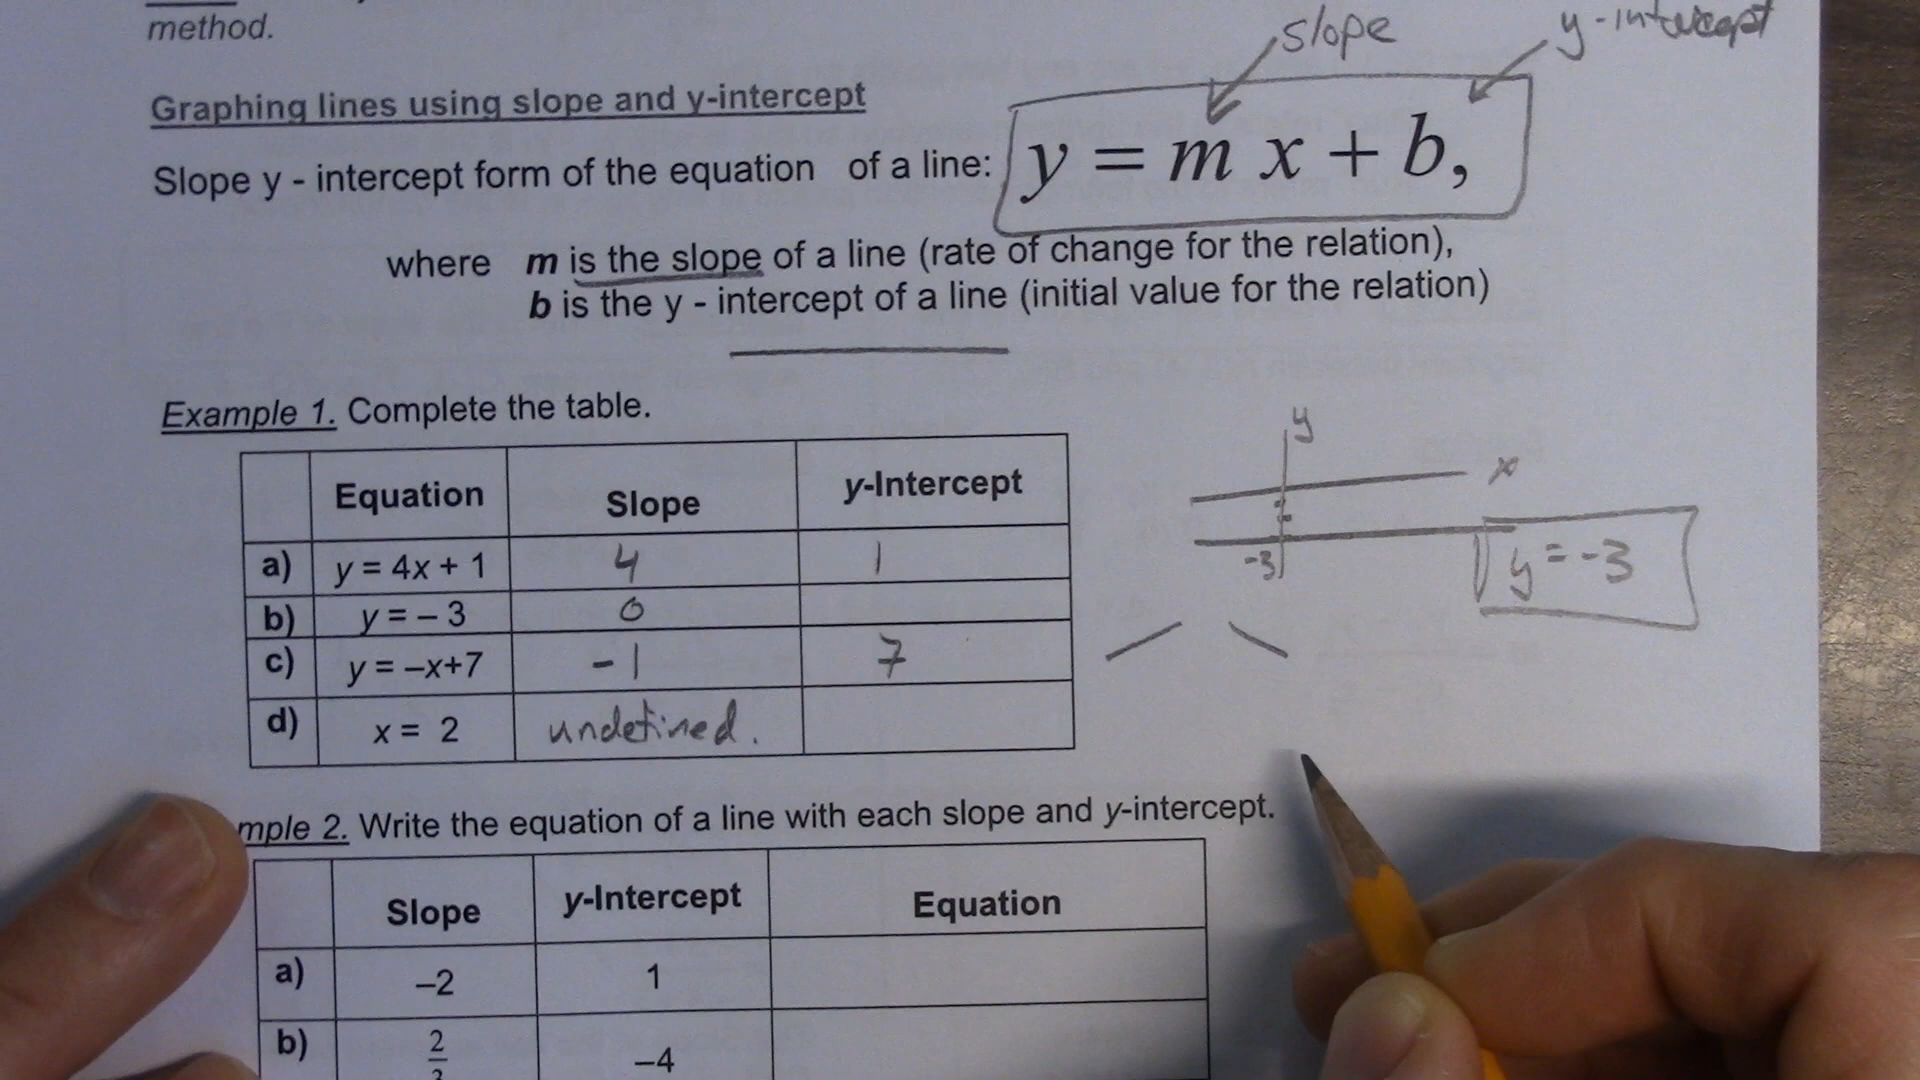 method.
slope
y-intercept
Graphing lines using slope and y-intercept
Slope y - intercept form of the equation of a line: y = m x + b,
where m is the slope of a line (rate of change for the relation),
b is the y - intercept of a line (initial value for the relation)
Example 1. Complete the table.
Equation Slope y-Intercept
a) y = 4x + 1 4 1
b) y = – 3 0
c) y = –x+7 -1 7
d) x = 2 undefined.
y
x
-3
y = -3
mple 2. Write the equation of a line with each slope and y-intercept.
Slope y-Intercept Equation
a) –2 1
b) 2 –4